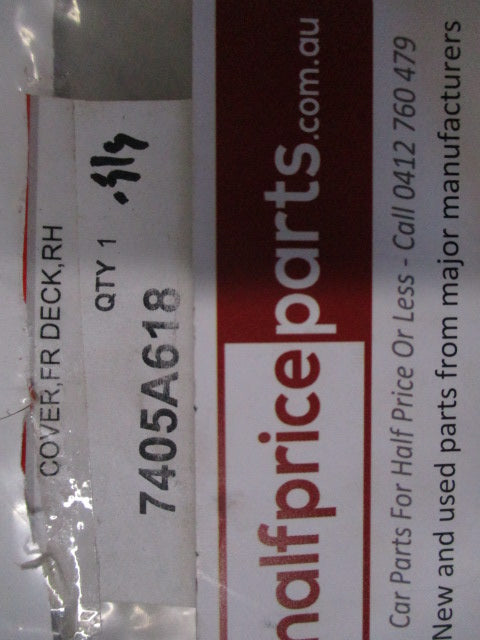 COVER,FR DECK,RH
QTY 1
7405A618
halfpriceparts.com.au
Car Parts For Half Price Or Less - Call 0412 760 479
New and used parts from major manufacturers